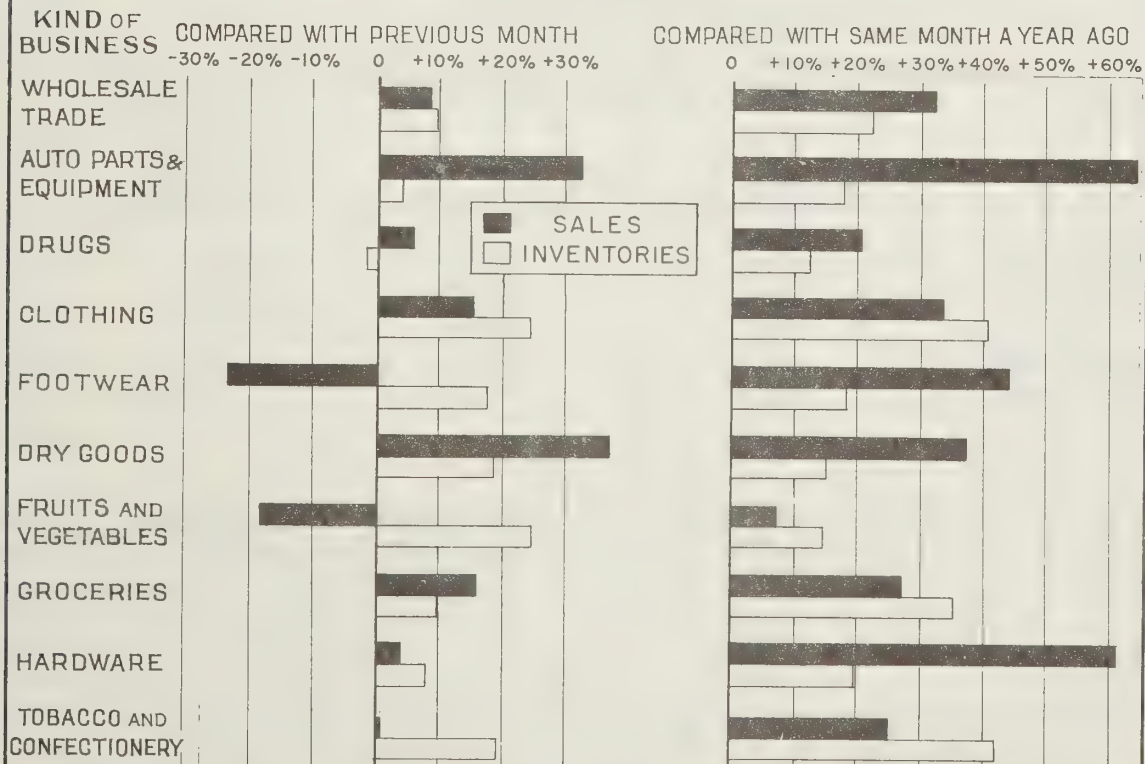 KIND OF
BUSINESS
COMPARED WITH PREVIOUS MONTH
-30% -20% -10% 0 +10% +20% +30%
COMPARED WITH SAME MONTH A YEAR AGO
0 +10% +20% +30% +40% +50% +60%
WHOLESALE
TRADE
AUTO PARTS &
EQUIPMENT
SALES
INVENTORIES
DRUGS
CLOTHING
FOOTWEAR
DRY GOODS
FRUITS AND
VEGETABLES
GROCERIES
HARDWARE
TOBACCO AND
CONFECTIONERY